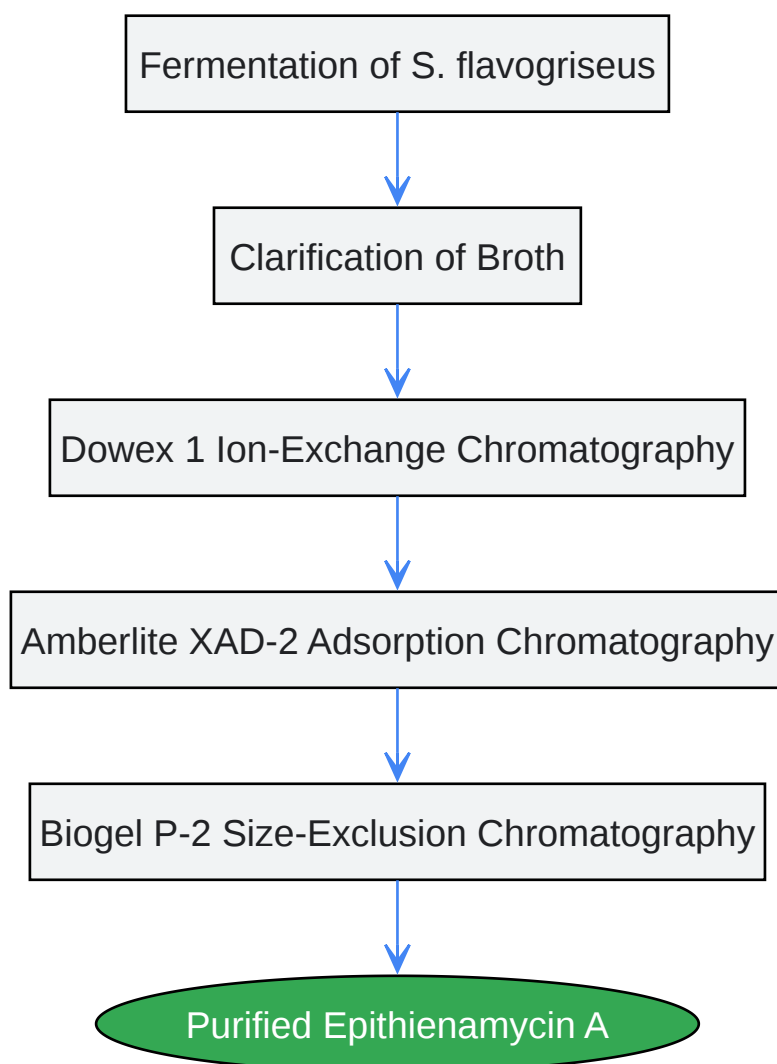 Fermentation of S. flavogriseus
Clarification of Broth
Dowex 1 Ion-Exchange Chromatography
Amberlite XAD-2 Adsorption Chromatography
Biogel P-2 Size-Exclusion Chromatography
Purified Epithienamycin A